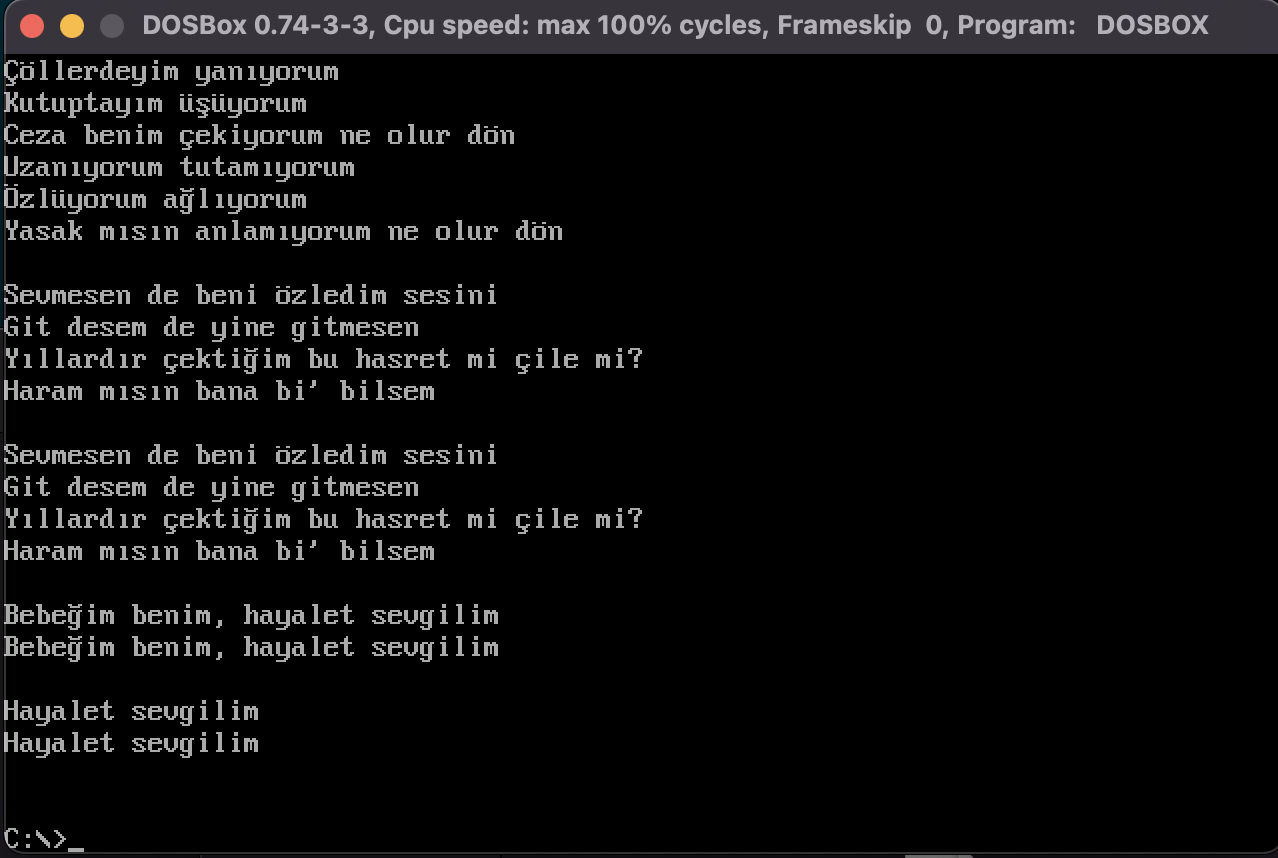 DOSBox 0.74-3-3, Cpu speed: max 100% cycles, Frameskip 0, Program: DOSBOX
Çöllerdeyim yanıyorum
Kutuptayım üşüyorum
Ceza benim çekiyorum ne olur dön
Uzanıyorum tutamıyorum
Özlüyorum ağlıyorum
Yasak mısın anlamıyorum ne olur dön
Sevmesen de beni özledim sesini
Git desem de yine gitmesen
Yıllardır çektiğim bu hasret mi çile mi?
Haram mısın bana bi' bilsem
Sevmesen de beni özledim sesini
Git desem de yine gitmesen
Yıllardır çektiğim bu hasret mi çile mi?
Haram mısın bana bi' bilsem
Bebeğim benim, hayalet sevgilim
Bebeğim benim, hayalet sevgilim
Hayalet sevgilim
Hayalet sevgilim
C:\>_